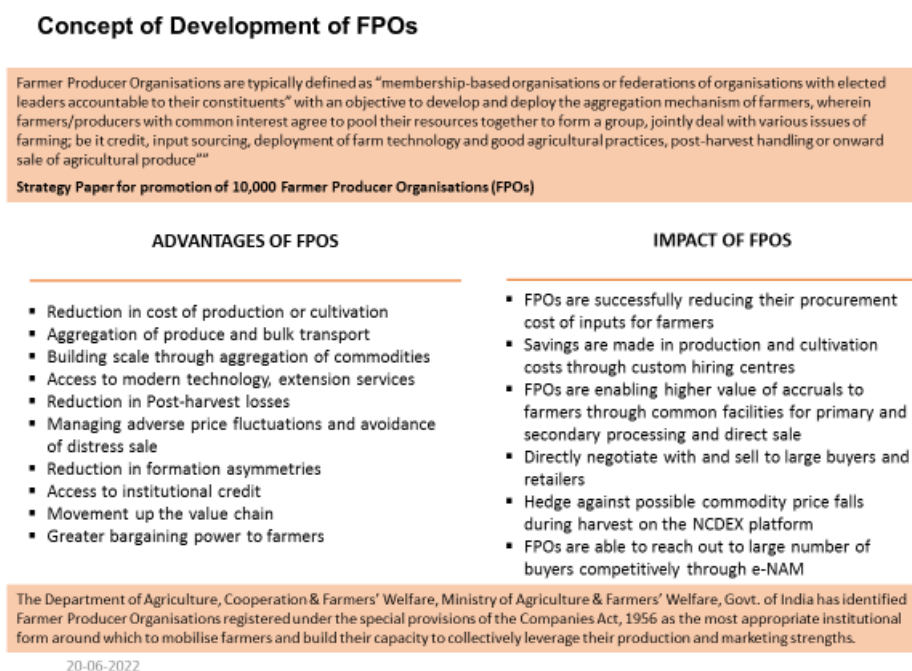 Concept of Development of FPOs
Farmer Producer Organisations are typically defined as "membership-based organisations or federations of organisations with elected
leaders accountable to their constituents" with an objective to develop and deploy the aggregation mechanism of farmers, wherein
farmers/producers with common interest agree to pool their resources together to form a group, jointly deal with various issues of
farming; be it credit, input sourcing, deployment of farm technology and good agricultural practices, post-harvest handling or onward
sale of agricultural produce""
Strategy Paper for promotion of 10,000 Farmer Producer Organisations (FPOs)
ADVANTAGES OF FPOS
▪ Reduction in cost of production or cultivation
▪ Aggregation of produce and bulk transport
▪ Building scale through aggregation of commodities
▪ Access to modern technology, extension services
▪ Reduction in Post-harvest losses
▪ Managing adverse price fluctuations and avoidance
of distress sale
▪ Reduction in formation asymmetries
▪ Access to institutional credit
▪ Movement up the value chain
▪ Greater bargaining power to farmers
IMPACT OF FPOS
▪ FPOs are successfully reducing their procurement
cost of inputs for farmers
▪ Savings are made in production and cultivation
costs through custom hiring centres
▪ FPOs are enabling higher value of accruals to
farmers through common facilities for primary and
secondary processing and direct sale
▪ Directly negotiate with and sell to large buyers and
retailers
▪ Hedge against possible commodity price falls
during harvest on the NCDEX platform
▪ FPOs are able to reach out to large number of
buyers competitively through e-NAM
The Department of Agriculture, Cooperation & Farmers' Welfare, Ministry of Agriculture & Farmers' Welfare, Govt. of India has identified
Farmer Producer Organisations registered under the special provisions of the Companies Act, 1956 as the most appropriate institutional
form around which to mobilise farmers and build their capacity to collectively leverage their production and marketing strengths.
20-06-2022